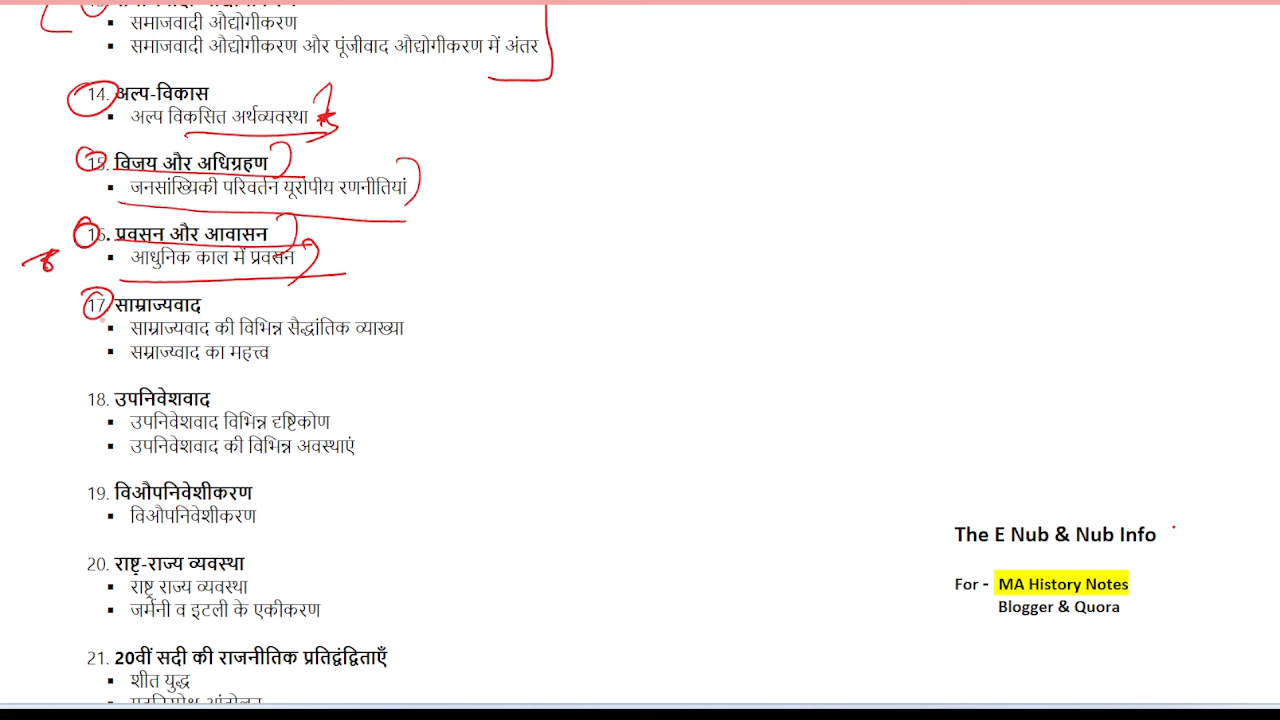 समाजवादी औद्योगीकरण
समाजवादी औद्योगीकरण और पूंजीवाद औद्योगीकरण में अंतर
14. अल्प-विकास
अल्प विकसित अर्थव्यवस्था
15. विजय और अधिग्रहण
जनसांख्यिकी परिवर्तन यूरोपीय रणनीतियां
16. प्रवसन और आवासन
आधुनिक काल में प्रवसन
17. साम्राज्यवाद
साम्राज्यवाद की विभिन्न सैद्धांतिक व्याख्या
सम्राज्य्वाद का महत्त्व
18. उपनिवेशवाद
उपनिवेशवाद विभिन्न दृष्टिकोण
उपनिवेशवाद की विभिन्न अवस्थाएं
19. विऔपनिवेशीकरण
विऔपनिवेशीकरण
20. राष्ट्र-राज्य व्यवस्था
राष्ट्र राज्य व्यवस्था
जर्मनी व इटली के एकीकरण
21. 20वीं सदी की राजनीतिक प्रतिद्वंद्विताएँ
शीत युद्ध
The E Nub & Nub Info
For - MA History Notes
Blogger & Quora